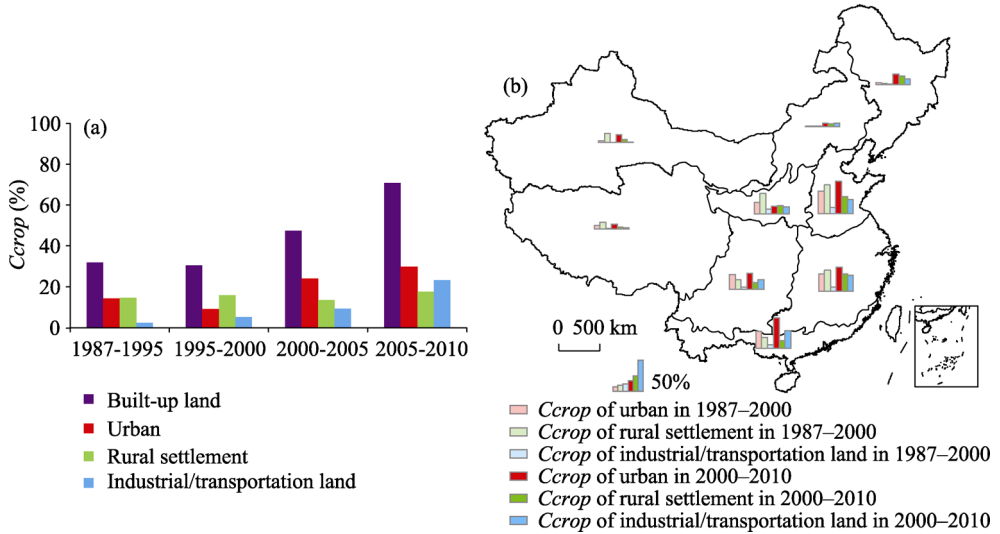 (a)
100
80
60
40
20
0
Ccrop (%)
1987-1995 1995-2000 2000-2005 2005-2010
Built-up land
Urban
Rural settlement
Industrial/transportation land
(b)
0 500 km
50%
Ccrop of urban in 1987–2000
Ccrop of rural settlement in 1987–2000
Ccrop of industrial/transportation land in 1987–2000
Ccrop of urban in 2000–2010
Ccrop of rural settlement in 2000–2010
Ccrop of industrial/transportation land in 2000–2010